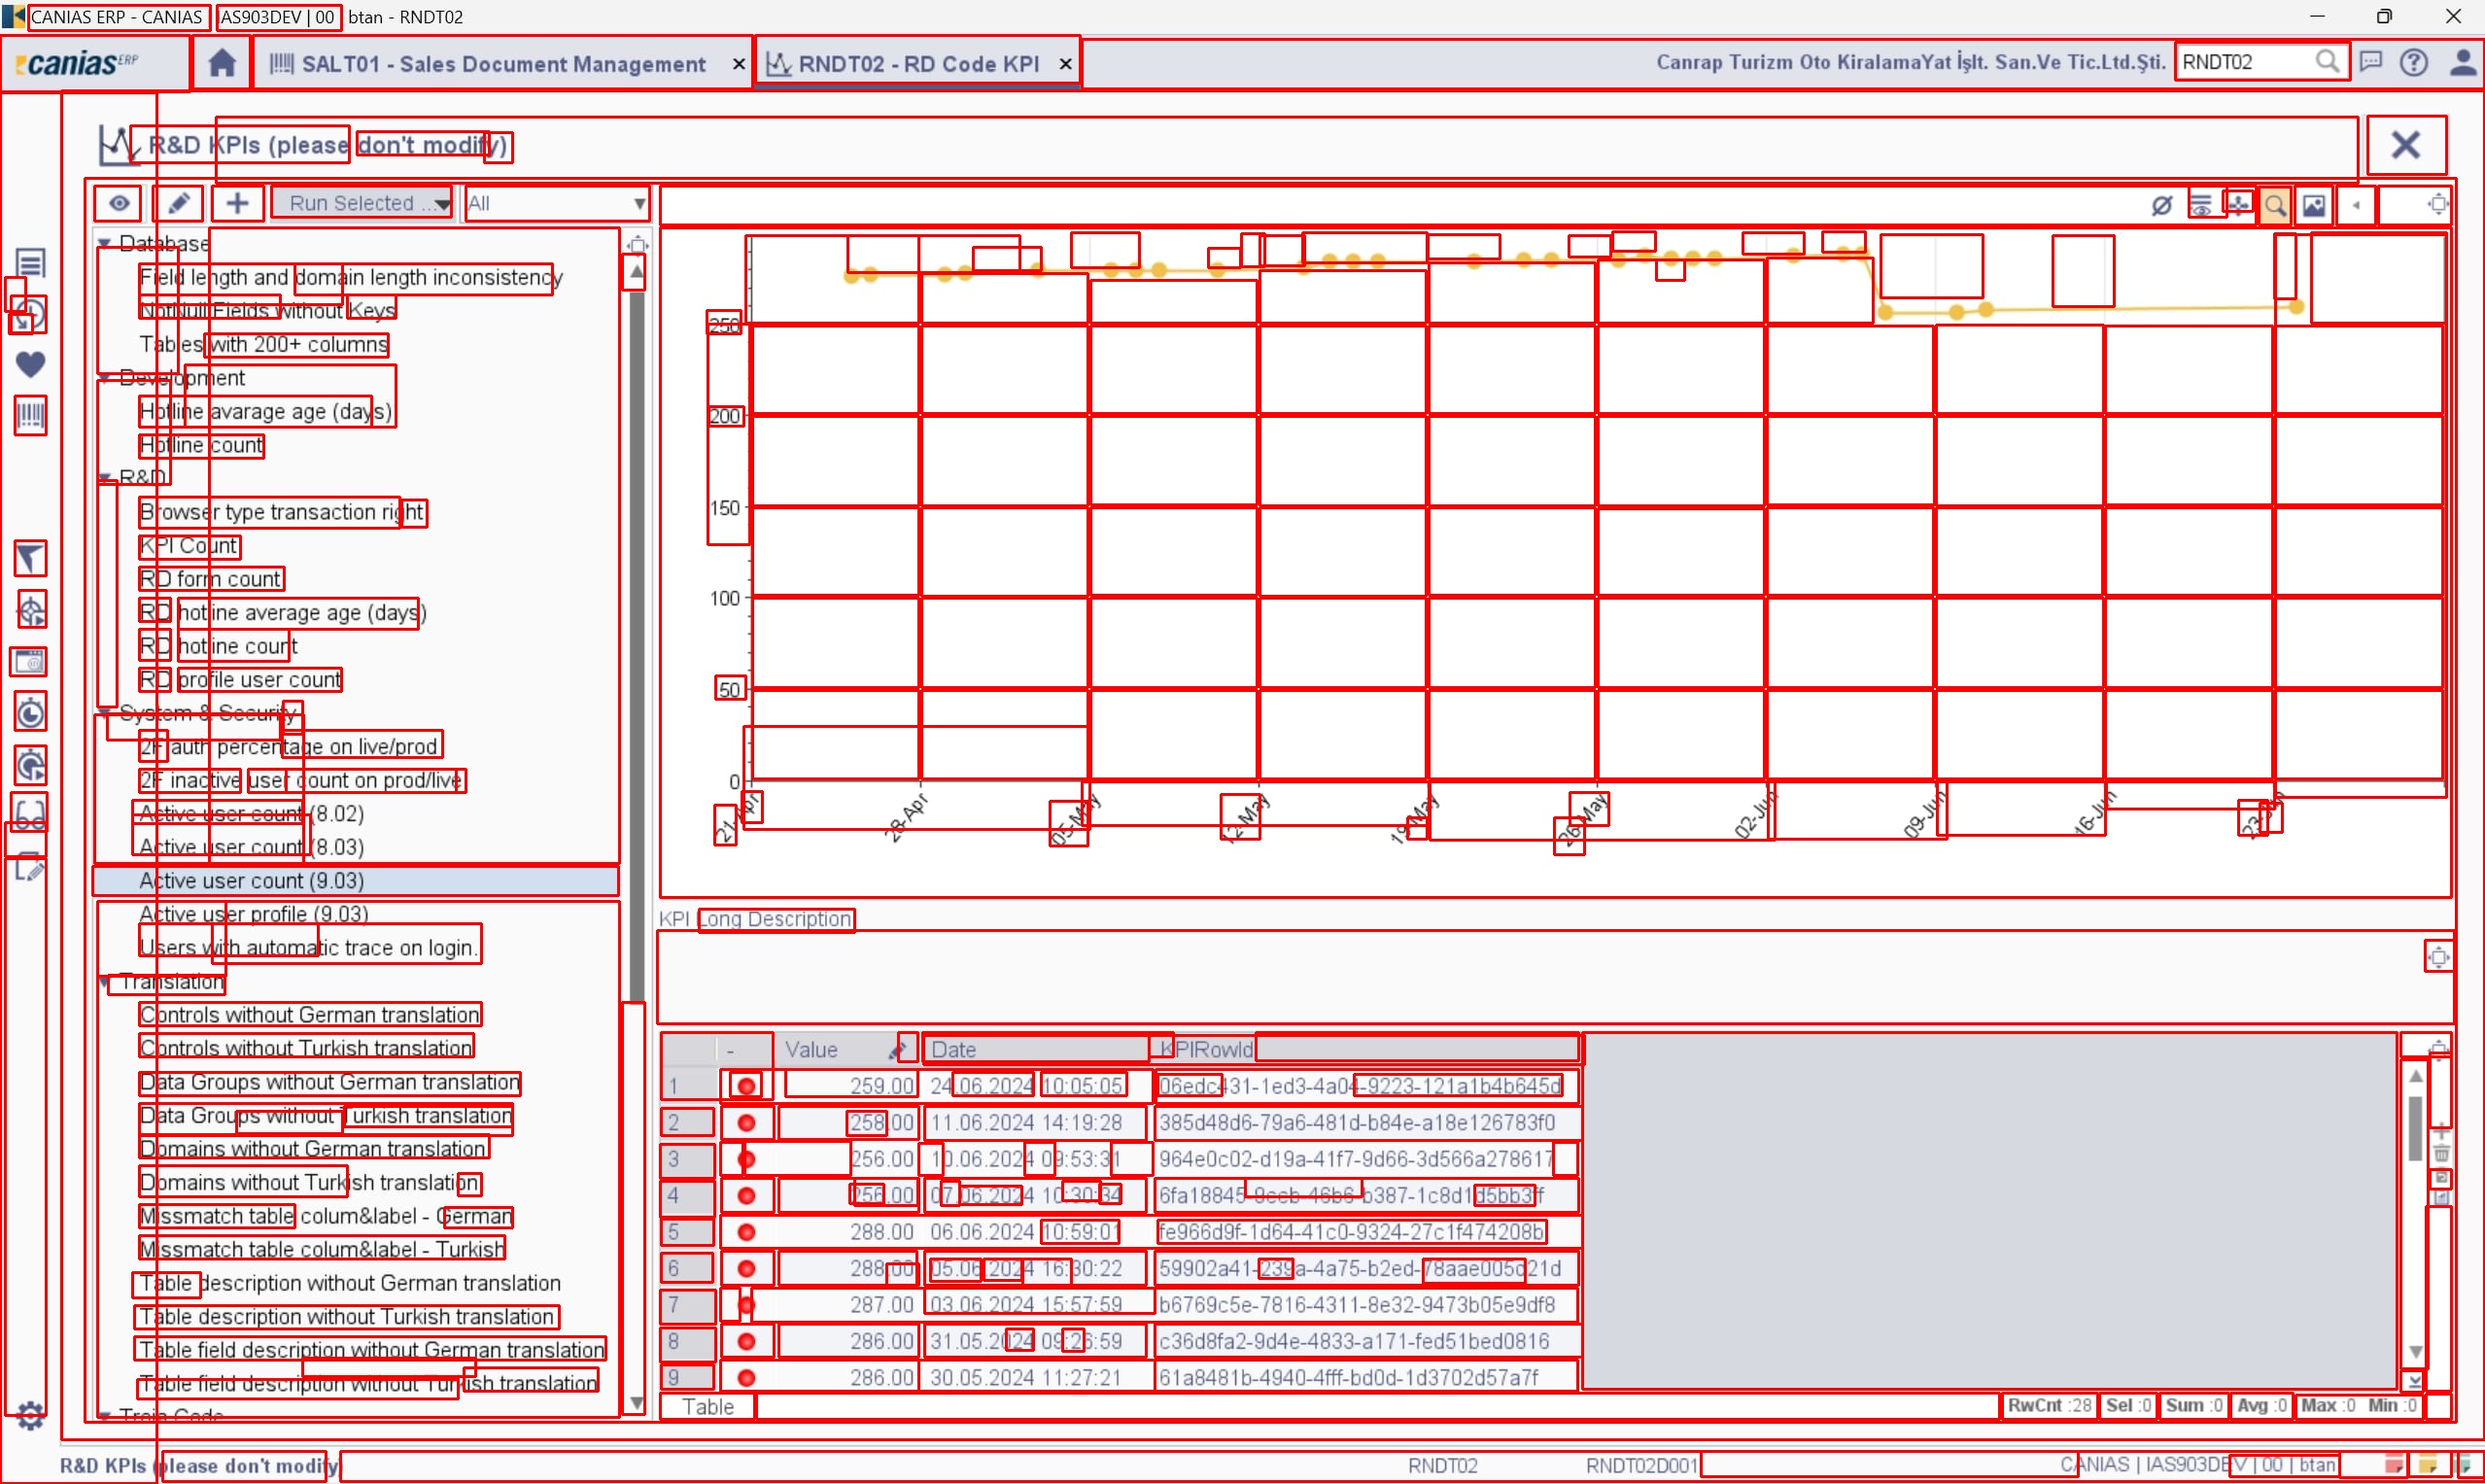 CANIAS ERP - CANIAS IAS903DEV | 00 btan - RNDT02
canias ERP
SALT01 - Sales Document Management
RNDT02 - RD Code KPI
Canrap Turizm Oto KiralamaYat İşlt. San.Ve Tic.Ltd.Şti.
RNDT02
R&D KPIs (please don't modify)
Run Selected ...
All
Database
Field length and domain length inconsistency
NotNull Fields without Keys
Tables with 200+ columns
Development
Hotline avarage age (days)
Hotline count
R&D
Browser type transaction right
KPI Count
RD form count
RD hotline average age (days)
RD hotline count
RD profile user count
System & Security
2F auth percentage on live/prod
2F inactive user count on prod/live
Active user count (8.02)
Active user count (8.03)
Active user count (9.03)
Active user profile (9.03)
Users with automatic trace on login.
Translation
Controls without German translation
Controls without Turkish translation
Data Groups without German translation
Data Groups without Turkish translation
Domains without German translation
Domains without Turkish translation
Missmatch table colum&label - German
Missmatch table colum&label - Turkish
Table description without German translation
Table description without Turkish translation
Table field description without German translation
Table field description without Turkish translation
250
200
150
100
50
0
21-Apr 28-Apr 05-May 12-May 19-May 26-May 02-Jun 09-Jun 16-Jun 23-Jun
KPI Long Description
- Value Date KPIRowId
1 259.00 24.06.2024 10:05:05 06edc431-1ed3-4a04-9223-121a1b4b645d
2 258.00 11.06.2024 14:19:28 385d48d6-79a6-481d-b84e-a18e126783f0
3 256.00 10.06.2024 09:53:31 964e0c02-d19a-41f7-9d66-3d566a278617
4 256.00 07.06.2024 10:30:34
5 288.00 06.06.2024 10:59:01 fe966d9f-1d64-41c0-9324-27c1f474208b
6 288.00 05.06.2024 16:30:22 59902a41-239a-4a75-b2ed-78aae005c21d
7 287.00 03.06.2024 15:57:59 b6769c5e-7816-4311-8e32-9473b05e9df8
8 286.00 31.05.2024 09:26:59 c36d8fa2-9d4e-4833-a171-fed51bed0816
9 286.00 30.05.2024 11:27:21 61a8481b-4940-4fff-bd0d-1d3702d57a7f
Table
RwCnt :28 Sel :0 Sum :0 Avg :0 Max :0 Min :0
R&D KPIs (please don't modify)
RNDT02
RNDT02D001
CANIAS | IAS903DEV | 00 | btan